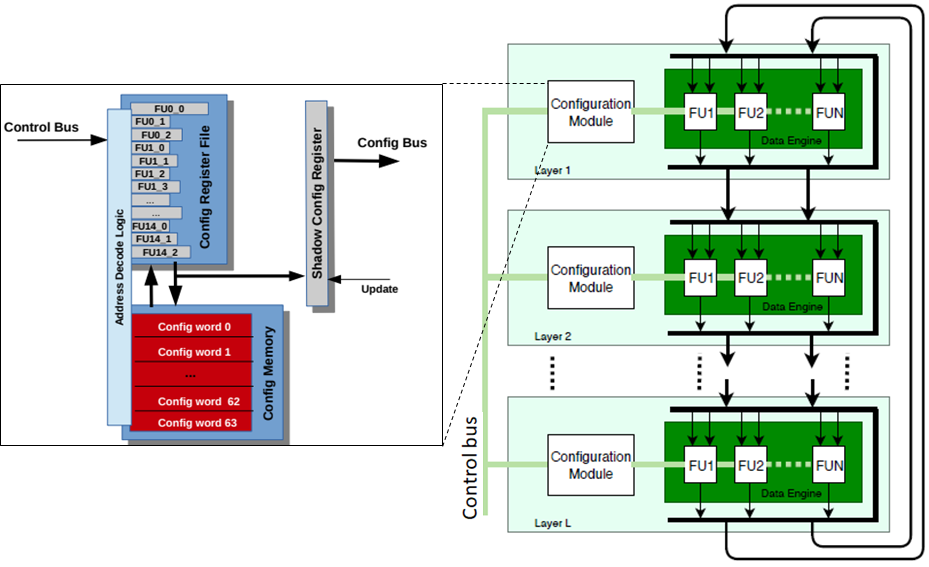 Control Bus
Address Decode Logic
FU0_0
FU0_1
FU0_2
FU1_0
FU1_1
FU1_2
FU1_3
...
...
FU14_0
FU14_1
FU14_2
Config Register File
Shadow Config Register
Config Bus
Update
Config word 0
Config word 1
...
Config word 62
Config word 63
Config Memory
Control bus
Configuration
Module
FU1
FU2
FUN
Data Engine
Layer 1
Configuration
Module
FU1
FU2
FUN
Data Engine
Layer 2
Configuration
Module
FU1
FU2
FUN
Data Engine
Layer L